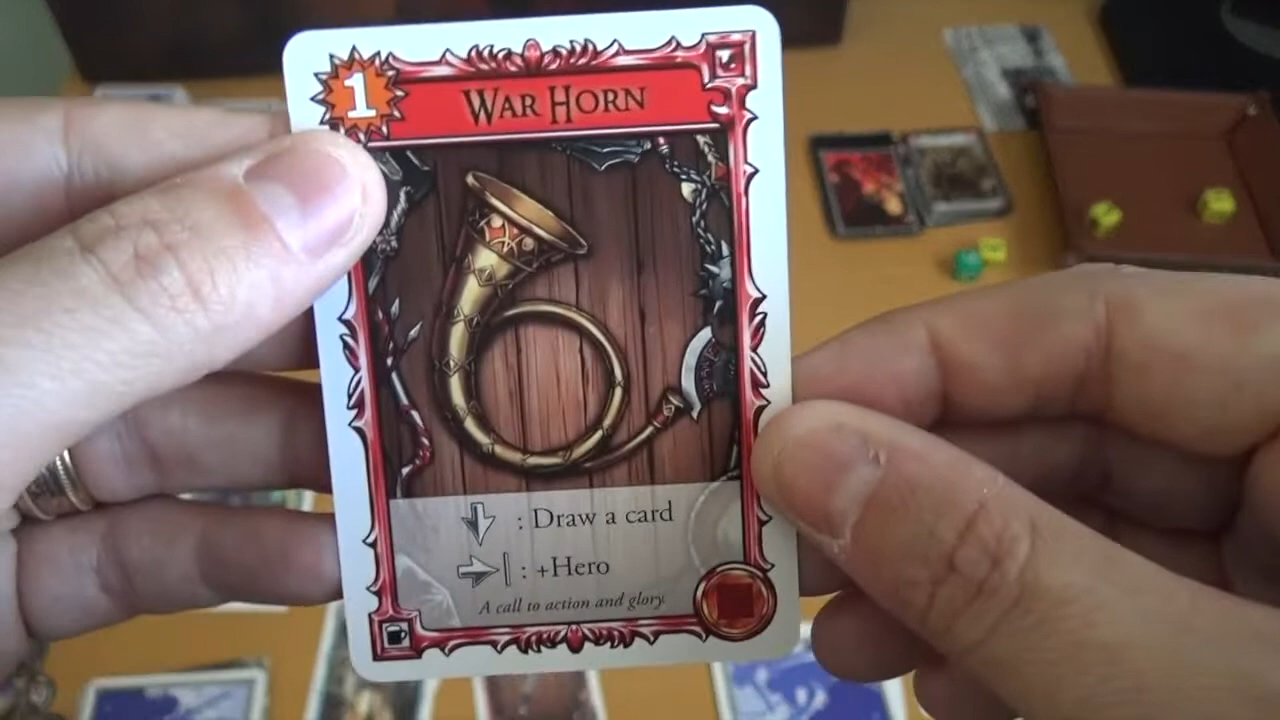 1
WAR HORN
: Draw a card
: +Hero
A call to action and glory.